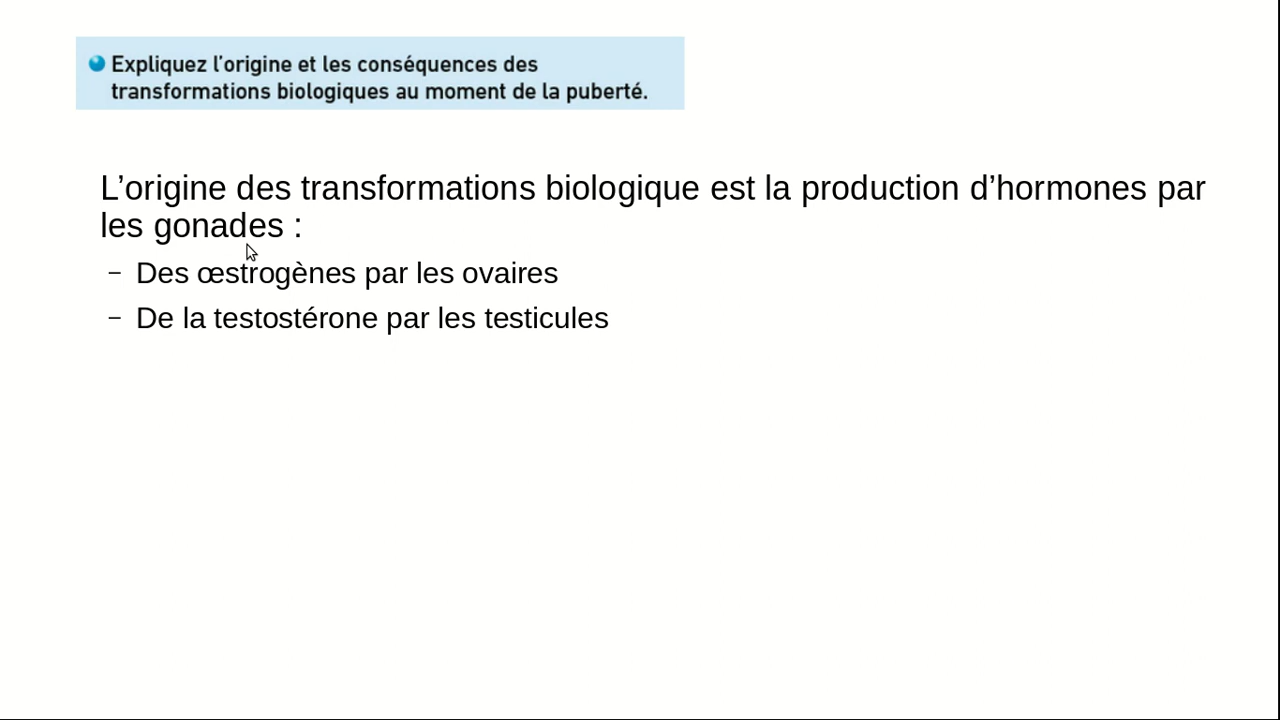 Expliquez l'origine et les conséquences des
transformations biologiques au moment de la puberté.
L’origine des transformations biologique est la production d’hormones par
les gonades :
– Des œstrogènes par les ovaires
– De la testostérone par les testicules